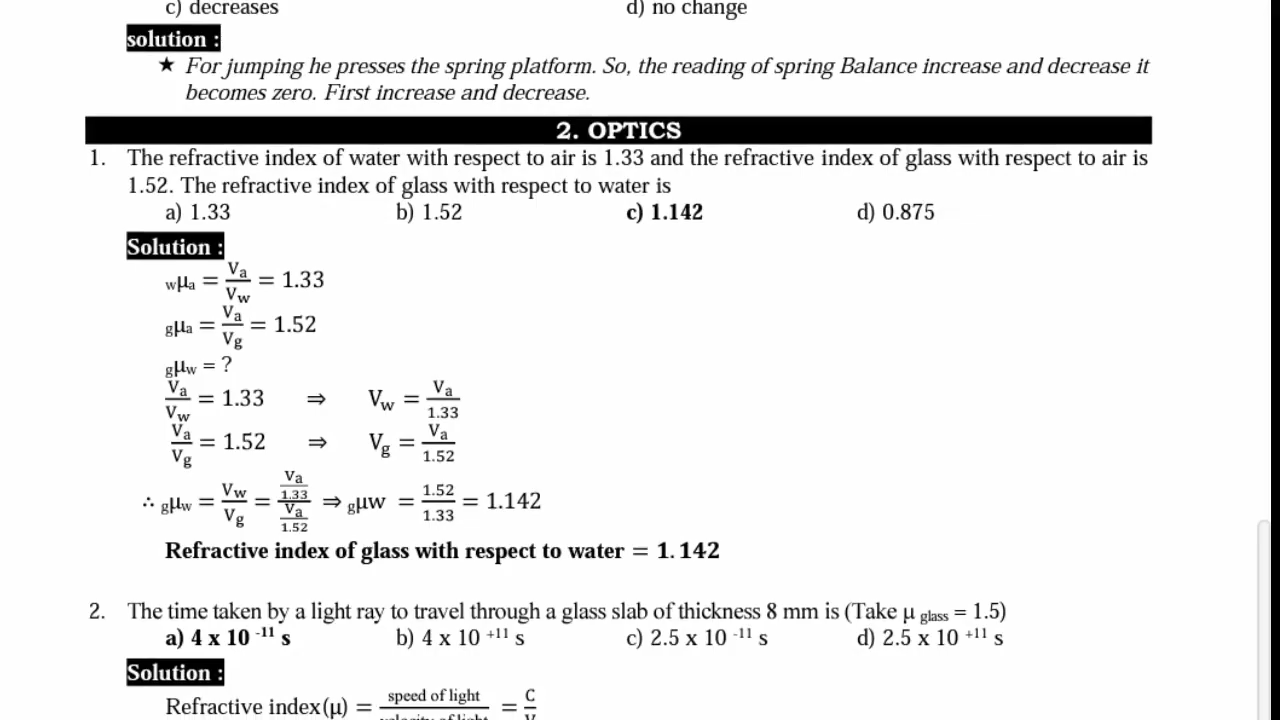 c) decreases d) no change
solution :
★ For jumping he presses the spring platform. So, the reading of spring Balance increase and decrease it
becomes zero. First increase and decrease.
2. OPTICS
1. The refractive index of water with respect to air is 1.33 and the refractive index of glass with respect to air is
1.52. The refractive index of glass with respect to water is
a) 1.33 b) 1.52 c) 1.142 d) 0.875
Solution :
wμa = Va/Vw = 1.33
gμa = Va/Vg = 1.52
gμw = ?
Va/Vw = 1.33 ⇒ Vw = Va/1.33
Va/Vg = 1.52 ⇒ Vg = Va/1.52
∴ gμw = Vw/Vg = (Va/1.33)/(Va/1.52) ⇒ gμw = 1.52/1.33 = 1.142
Refractive index of glass with respect to water = 1.142
2. The time taken by a light ray to travel through a glass slab of thickness 8 mm is (Take μ glass = 1.5)
a) 4 x 10 -11 s b) 4 x 10 +11 s c) 2.5 x 10 -11 s d) 2.5 x 10 +11 s
Solution :
Refractive index(μ) = speed of light = C